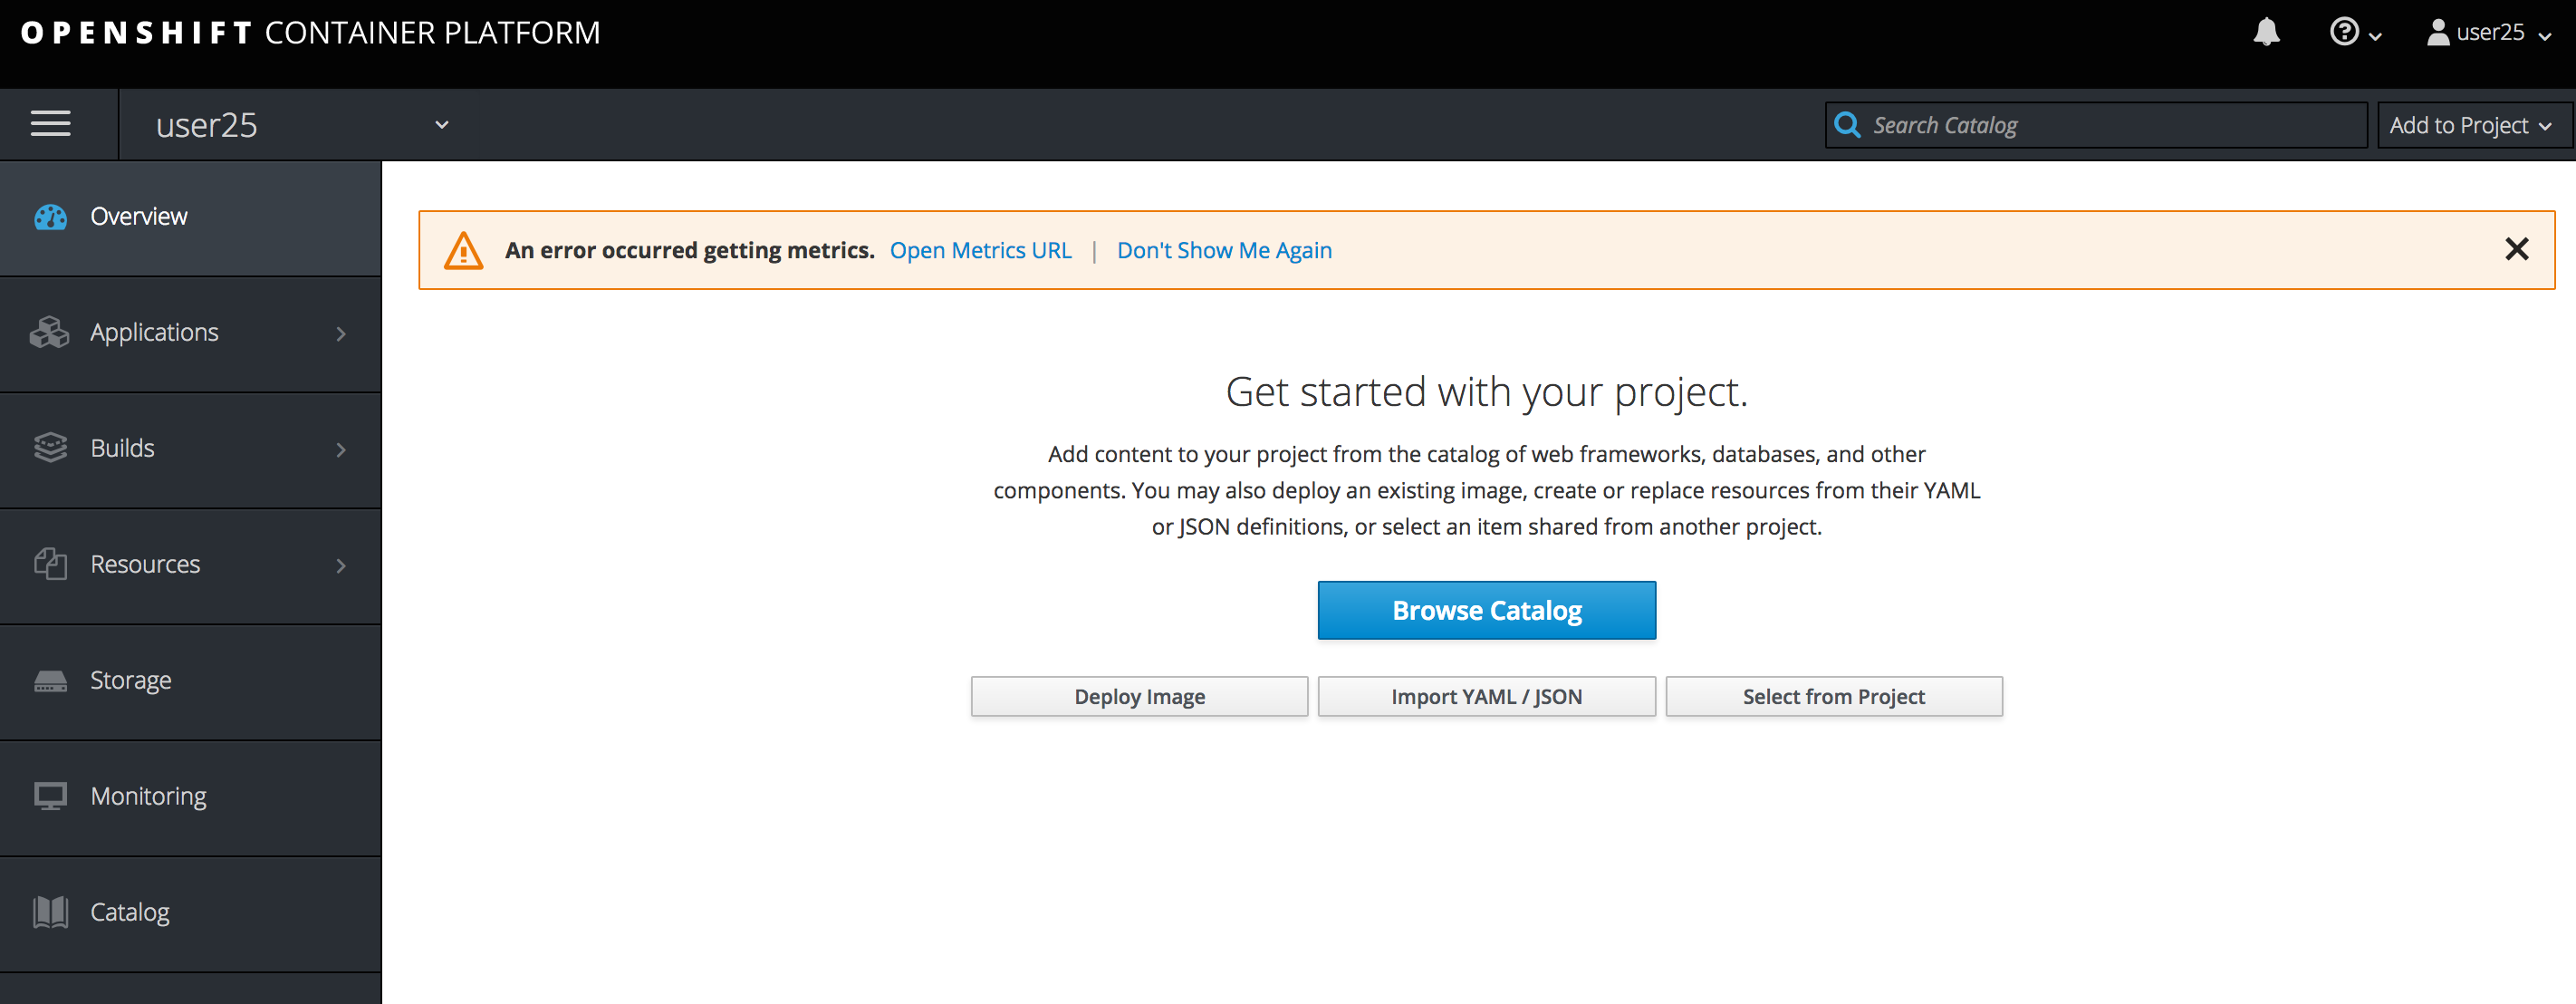 OPENSHIFT CONTAINER PLATFORM
user25
user25
Search Catalog
Add to Project
Overview
Applications
Builds
Resources
Storage
Monitoring
Catalog
An error occurred getting metrics. Open Metrics URL | Don't Show Me Again
Get started with your project.
Add content to your project from the catalog of web frameworks, databases, and other
components. You may also deploy an existing image, create or replace resources from their YAML
or JSON definitions, or select an item shared from another project.
Browse Catalog
Deploy Image
Import YAML / JSON
Select from Project